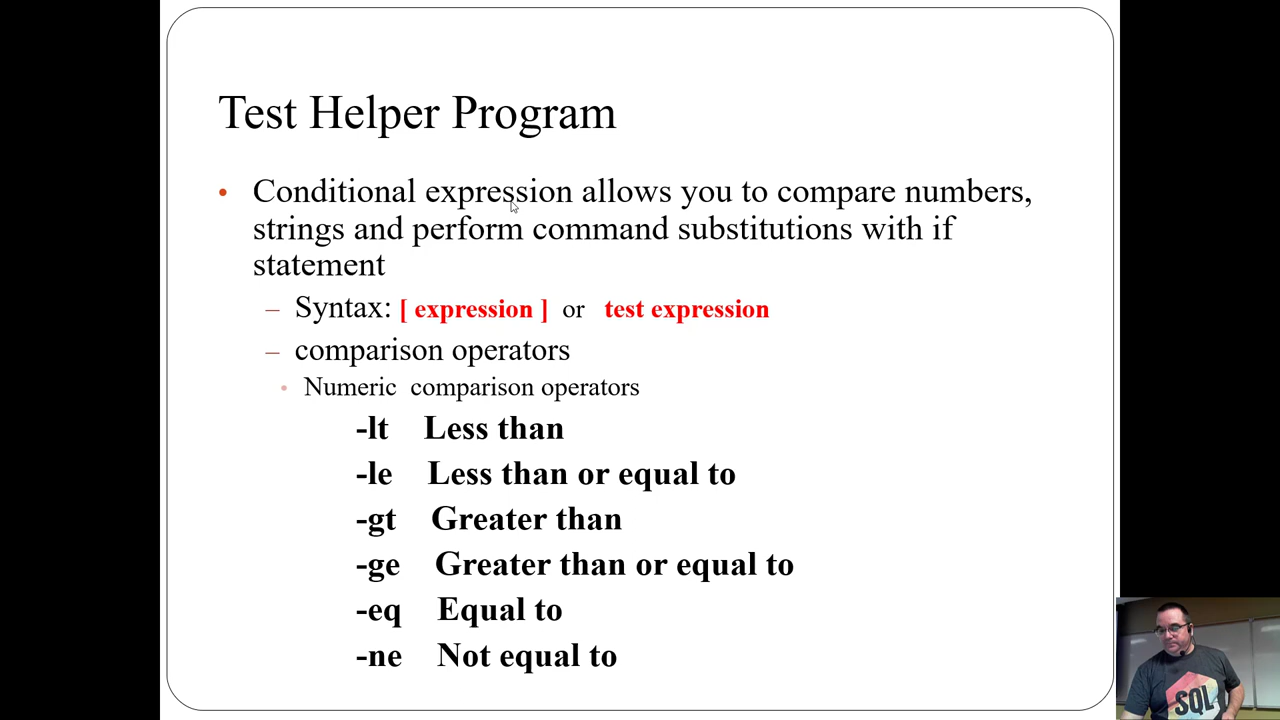 Test Helper Program
• Conditional expression allows you to compare numbers,
strings and perform command substitutions with if
statement
– Syntax: [ expression ] or test expression
– comparison operators
• Numeric comparison operators
-lt Less than
-le Less than or equal to
-gt Greater than
-ge Greater than or equal to
-eq Equal to
-ne Not equal to
SQL